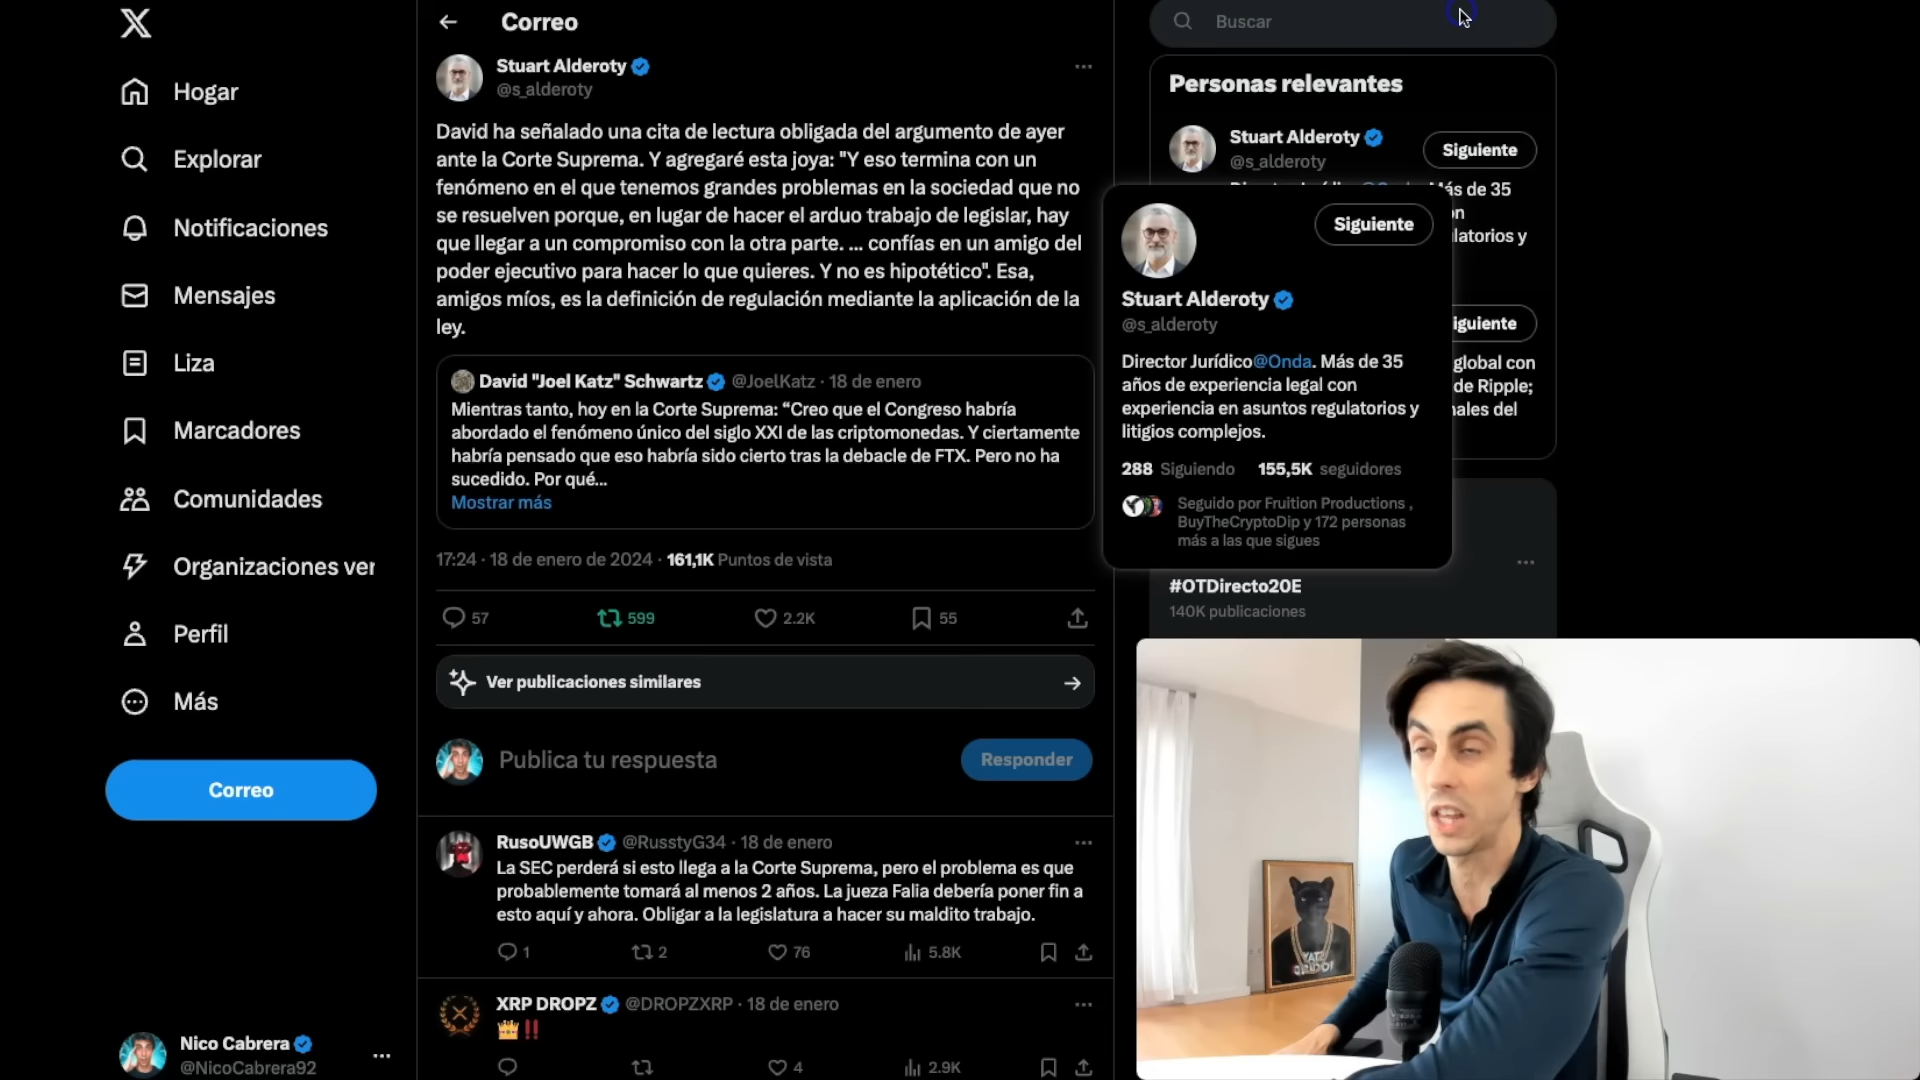 Hogar
Explorar
Notificaciones
Mensajes
Liza
Marcadores
Comunidades
Organizaciones ver
Perfil
Más
Correo
Nico Cabrera
@NicoCabrera92
Correo
Stuart Alderoty
@s_alderoty
David ha señalado una cita de lectura obligada del argumento de ayer
ante la Corte Suprema. Y agregaré esta joya: "Y eso termina con un
fenómeno en el que tenemos grandes problemas en la sociedad que no
se resuelven porque, en lugar de hacer el arduo trabajo de legislar, hay
que llegar a un compromiso con la otra parte. ... confías en un amigo del
poder ejecutivo para hacer lo que quieres. Y no es hipotético". Esa,
amigos míos, es la definición de regulación mediante la aplicación de la
ley.
David "Joel Katz" Schwartz @JoelKatz · 18 de enero
Mientras tanto, hoy en la Corte Suprema: “Creo que el Congreso habría
abordado el fenómeno único del siglo XXI de las criptomonedas. Y ciertamente
habría pensado que eso habría sido cierto tras la debacle de FTX. Pero no ha
sucedido. Por qué...
Mostrar más
17:24 · 18 de enero de 2024 · 161,1K Puntos de vista
57 599 2.2K 55
Ver publicaciones similares
Publica tu respuesta
Responder
RusoUWGB @RusstyG34 · 18 de enero
La SEC perderá si esto llega a la Corte Suprema, pero el problema es que
probablemente tomará al menos 2 años. La jueza Falia debería poner fin a
esto aquí y ahora. Obligar a la legislatura a hacer su maldito trabajo.
1 2 76 5.8K
XRP DROPZ @DROPZXRP · 18 de enero
👑‼️
4 2.9K
Buscar
Personas relevantes
Stuart Alderoty
@s_alderoty
Siguiente
Más de 35
latorios y
Siguiente
Stuart Alderoty
@s_alderoty
Director Jurídico@Onda. Más de 35
años de experiencia legal con
experiencia en asuntos regulatorios y
litigios complejos.
288 Siguiendo 155,5K seguidores
Seguido por Fruition Productions ,
BuyTheCryptoDip y 172 personas
más a las que sigues
iguiente
global con
de Ripple;
ales del
#OTDirecto20E
140K publicaciones